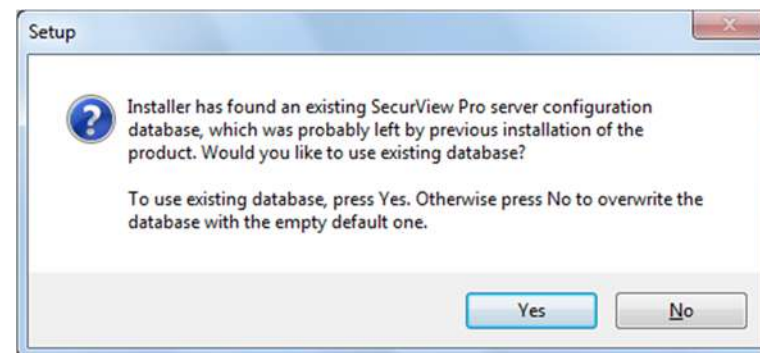 Setup
Installer has found an existing SecurView Pro server configuration
database, which was probably left by previous installation of the
product. Would you like to use existing database?
To use existing database, press Yes. Otherwise press No to overwrite the
database with the empty default one.
Yes
No